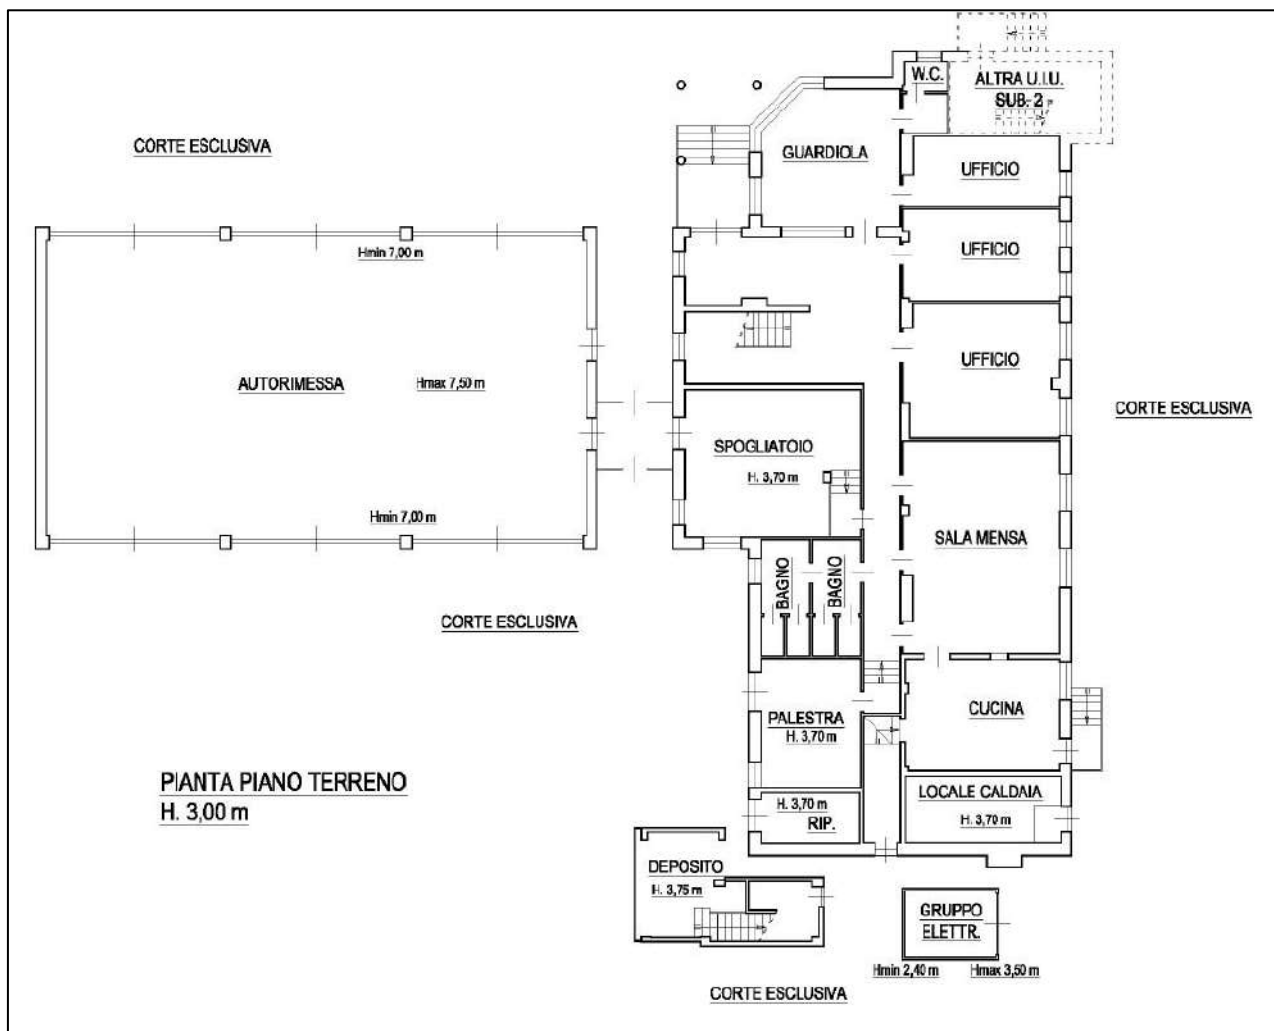 W.C.
ALTRA U.I.U.
SUB. 2
CORTE ESCLUSIVA
GUARDIOLA
UFFICIO
Hmin 7,00 m
UFFICIO
UFFICIO
AUTORIMESSA
Hmax 7,50 m
CORTE ESCLUSIVA
SPOGLIATOIO
H. 3,70 m
Hmin 7,00 m
SALA MENSA
BAGNO
BAGNO
CORTE ESCLUSIVA
CUCINA
PALESTRA
H. 3,70 m
PIANTA PIANO TERRENO
H. 3,00 m
LOCALE CALDAIA
H. 3,70 m
H. 3,70 m
RIP.
DEPOSITO
H. 3,75 m
GRUPPO
ELETTR.
Hmin 2,40 m
Hmax 3,50 m
CORTE ESCLUSIVA